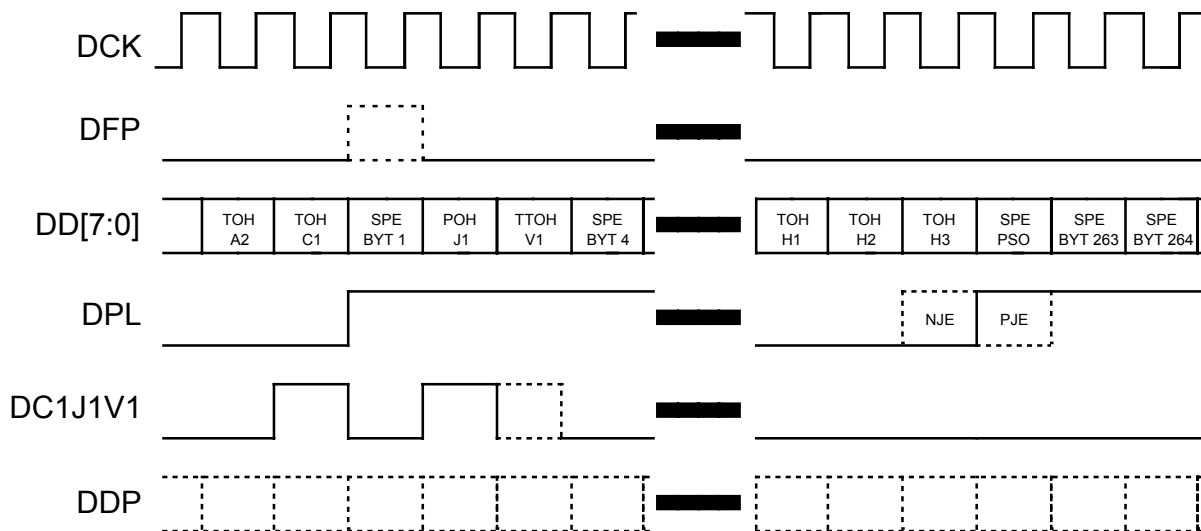 DCK
DFP
DD[7:0]
TOH A2
TOH C1
SPE BYT 1
POH J1
TTOH V1
SPE BYT 4
TOH H1
TOH H2
TOH H3
SPE PSO
SPE BYT 263
SPE BYT 264
DPL
NJE
PJE
DC1J1V1
DDP